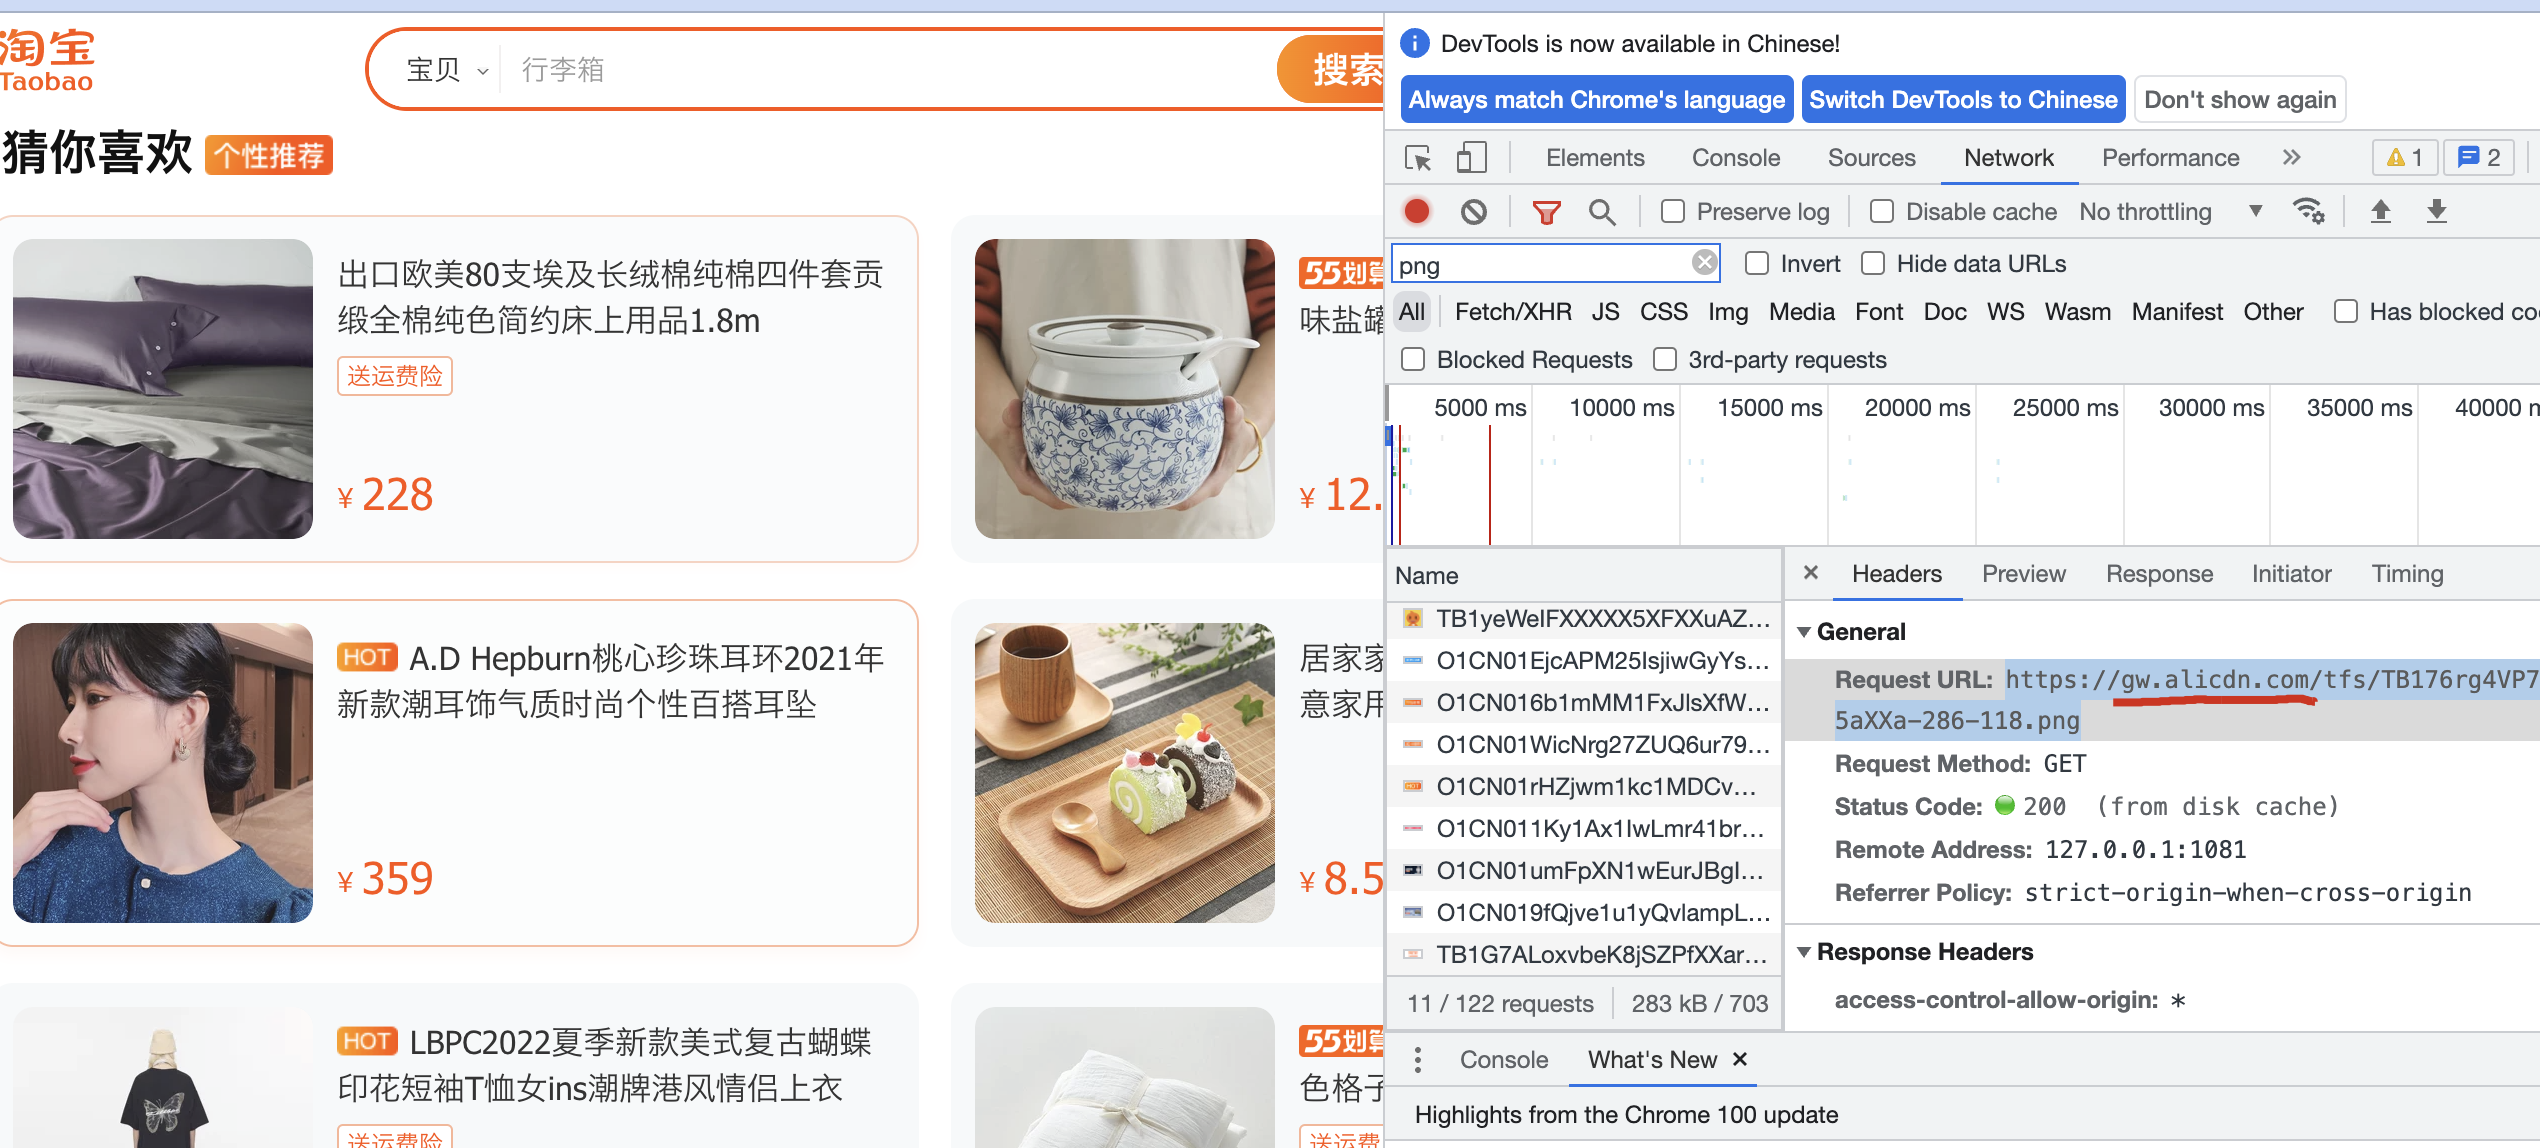 淘宝
Taobao
宝贝
行李箱
搜索
猜你喜欢
个性推荐
出口欧美80支埃及长绒棉纯棉四件套贡
缎全棉纯色简约床上用品1.8m
送运费险
¥ 228
55划算
味盐罐
¥ 12.
HOT A.D Hepburn桃心珍珠耳环2021年
新款潮耳饰气质时尚个性百搭耳坠
¥ 359
居家家
意家用
¥ 8.5
HOT LBPC2022夏季新款美式复古蝴蝶
印花短袖T恤女ins潮牌港风情侣上衣
送运费险
55划算
色格子
送运费
DevTools is now available in Chinese!
Always match Chrome's language
Switch DevTools to Chinese
Don't show again
Elements
Console
Sources
Network
Performance
1
2
Preserve log
Disable cache
No throttling
png
Invert
Hide data URLs
All
Fetch/XHR
JS
CSS
Img
Media
Font
Doc
WS
Wasm
Manifest
Other
Has blocked co
Blocked Requests
3rd-party requests
5000 ms
10000 ms
15000 ms
20000 ms
25000 ms
30000 ms
35000 ms
40000 m
Name
TB1yeWeIFXXXXX5XFXXuAZ...
O1CN01EjcAPM25IsjiwGyYs...
O1CN016b1mMM1FxJlsXfW...
O1CN01WicNrg27ZUQ6ur79...
O1CN01rHZjwm1kc1MDCv...
O1CN011Ky1Ax1IwLmr41br...
O1CN01umFpXN1wEurJBgI...
O1CN019fQjve1u1yQvlampL...
TB1G7ALoxvbeK8jSZPfXXar...
11 / 122 requests
283 kB / 703
Headers
Preview
Response
Initiator
Timing
General
Request URL: https://gw.alicdn.com/tfs/TB176rg4VP7
5aXXa-286-118.png
Request Method: GET
Status Code: 200 (from disk cache)
Remote Address: 127.0.0.1:1081
Referrer Policy: strict-origin-when-cross-origin
Response Headers
access-control-allow-origin: *
Console
What's New
Highlights from the Chrome 100 update